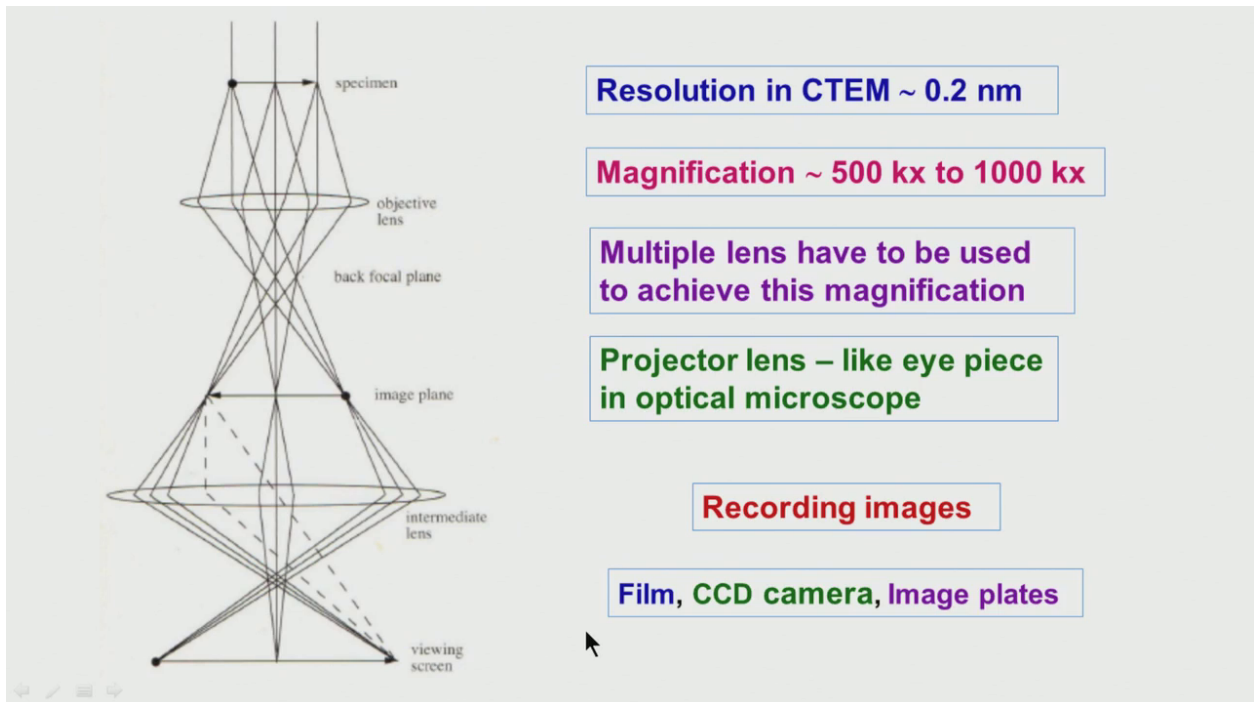 specimen
objective
lens
back focal plane
image plane
intermediate
lens
viewing
screen
Resolution in CTEM ~ 0.2 nm
Magnification ~ 500 kx to 1000 kx
Multiple lens have to be used
to achieve this magnification
Projector lens – like eye piece
in optical microscope
Recording images
Film, CCD camera, Image plates